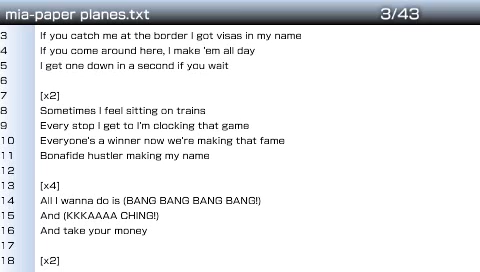 mia-paper planes.txt 3/43
3 If you catch me at the border I got visas in my name
4 If you come around here, I make 'em all day
5 I get one down in a second if you wait
6
7 [x2]
8 Sometimes I feel sitting on trains
9 Every stop I get to I'm clocking that game
10 Everyone's a winner now we're making that fame
11 Bonafide hustler making my name
12
13 [x4]
14 All I wanna do is (BANG BANG BANG BANG!)
15 And (KKKAAAA CHING!)
16 And take your money
17
18 [x2]